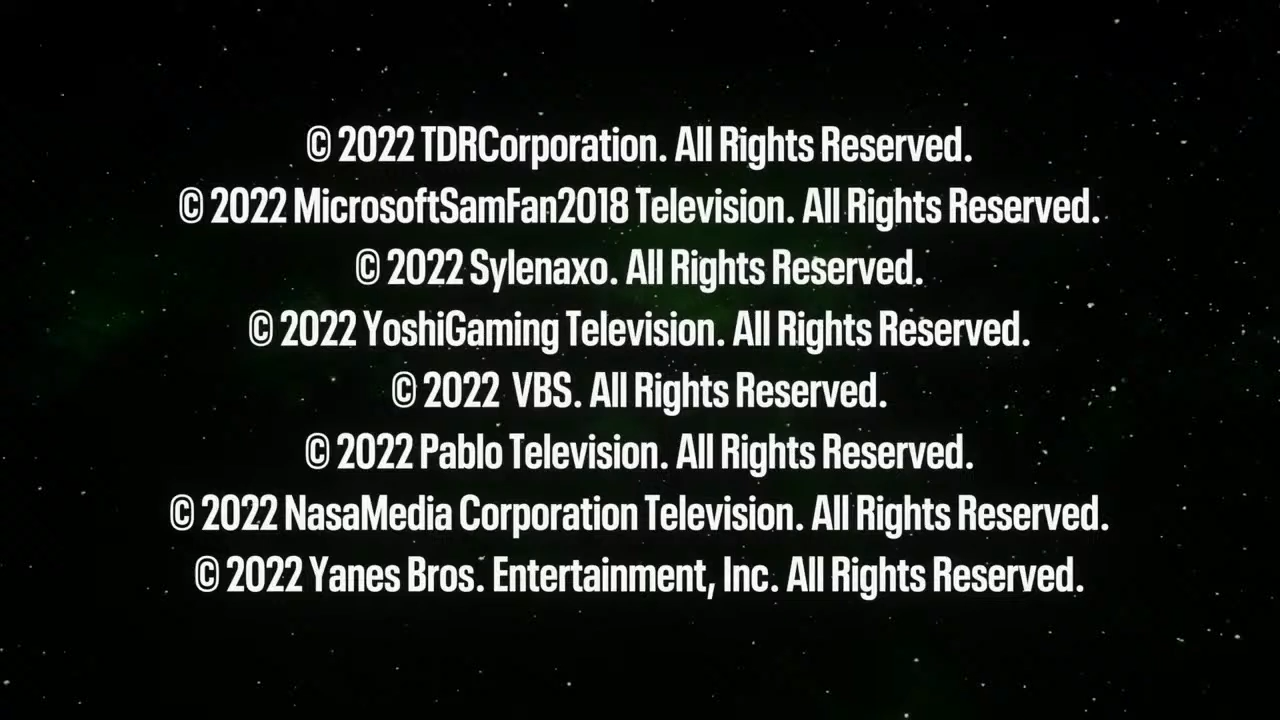 © 2022 TDRCorporation. All Rights Reserved.
© 2022 MicrosoftSamFan2018 Television. All Rights Reserved.
© 2022 Sylenaxo. All Rights Reserved.
© 2022 YoshiGaming Television. All Rights Reserved.
© 2022 VBS. All Rights Reserved.
© 2022 Pablo Television. All Rights Reserved.
© 2022 NasaMedia Corporation Television. All Rights Reserved.
© 2022 Yanes Bros. Entertainment, Inc. All Rights Reserved.